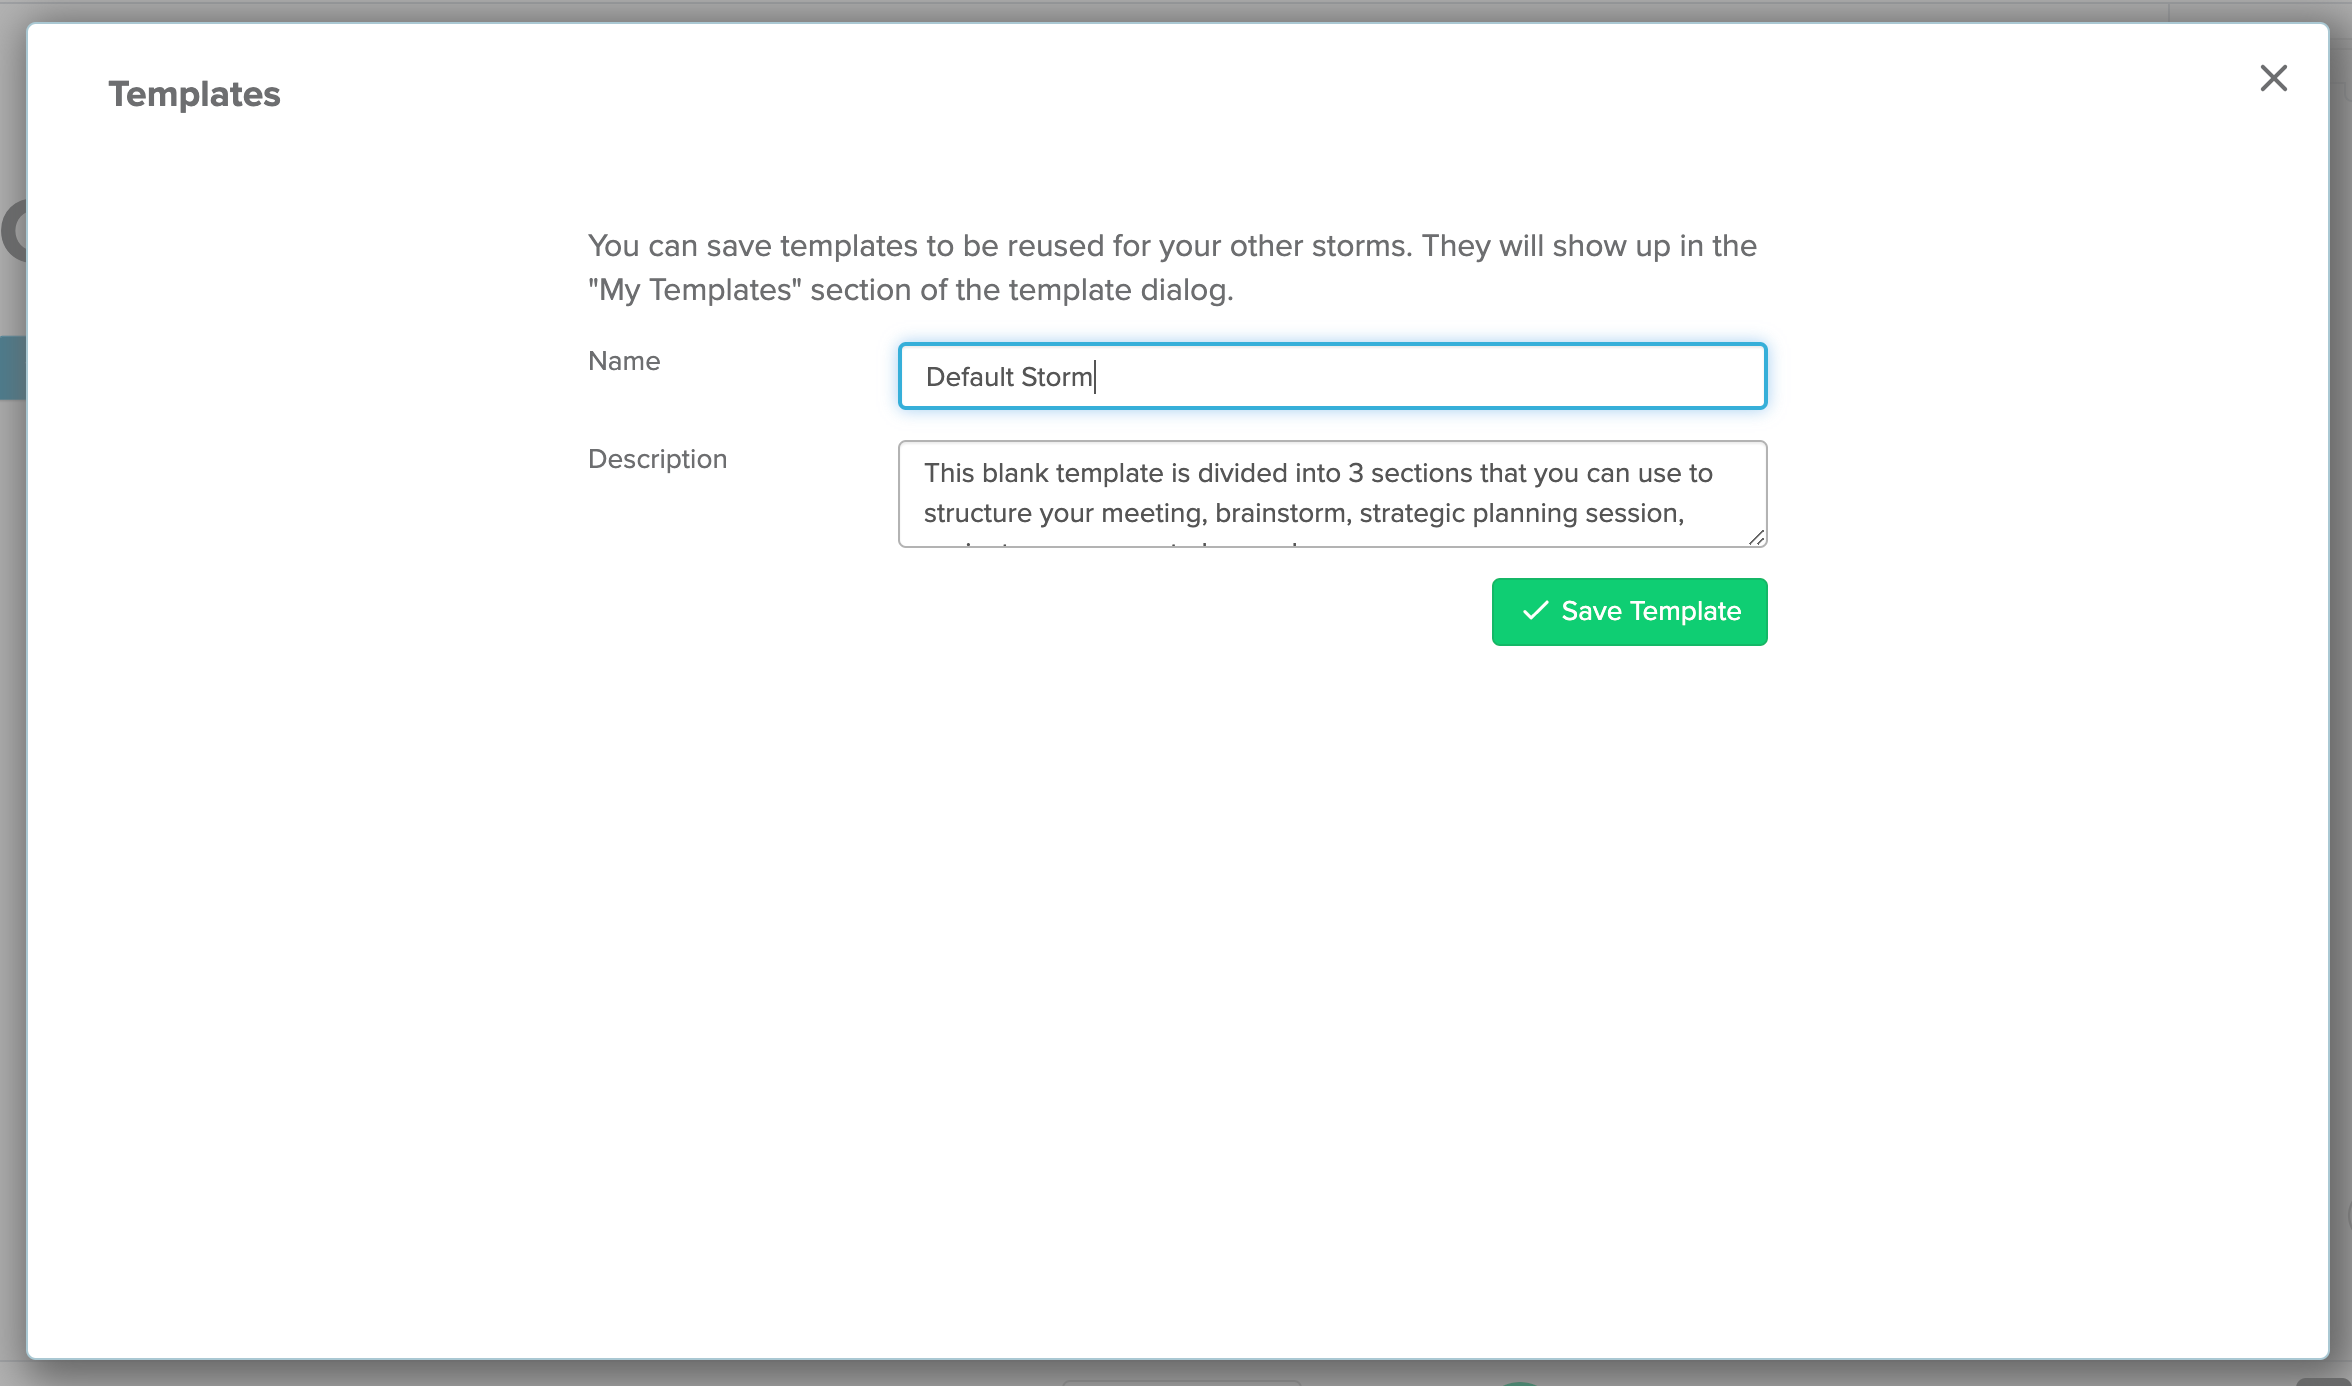 Templates
You can save templates to be reused for your other storms. They will show up in the
"My Templates" section of the template dialog.
Name
Default Storm
Description
This blank template is divided into 3 sections that you can use to
structure your meeting, brainstorm, strategic planning session,
Save Template